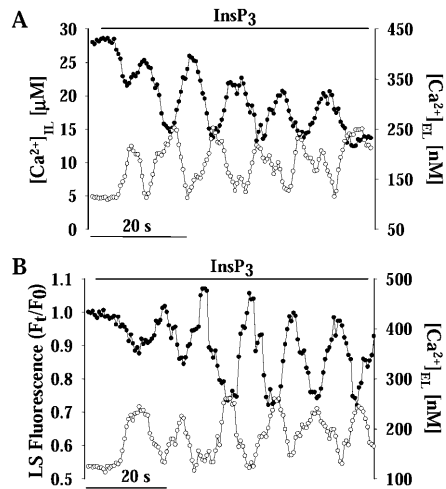 A
InsP3
30
25
20
15
10
5
0
[Ca2+]IL [μM]
450
350
250
150
50
[Ca2+]EL [nM]
20 s
B
InsP3
1.1
1.0
0.9
0.8
0.7
0.6
0.5
LS Fluorescence (Ft/F0)
500
400
300
200
100
[Ca2+]EL [nM]
20 s